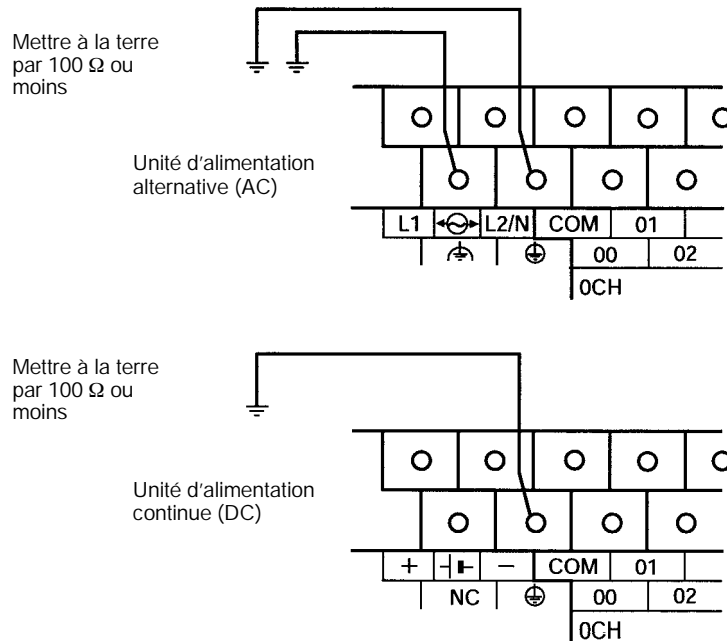 Mettre à la terre
par 100 Ω ou
moins
Unité d'alimentation
alternative (AC)
L1 L2/N COM 01
00 02
0CH
Mettre à la terre
par 100 Ω ou
moins
Unité d'alimentation
continue (DC)
+ − COM 01
NC 00 02
0CH